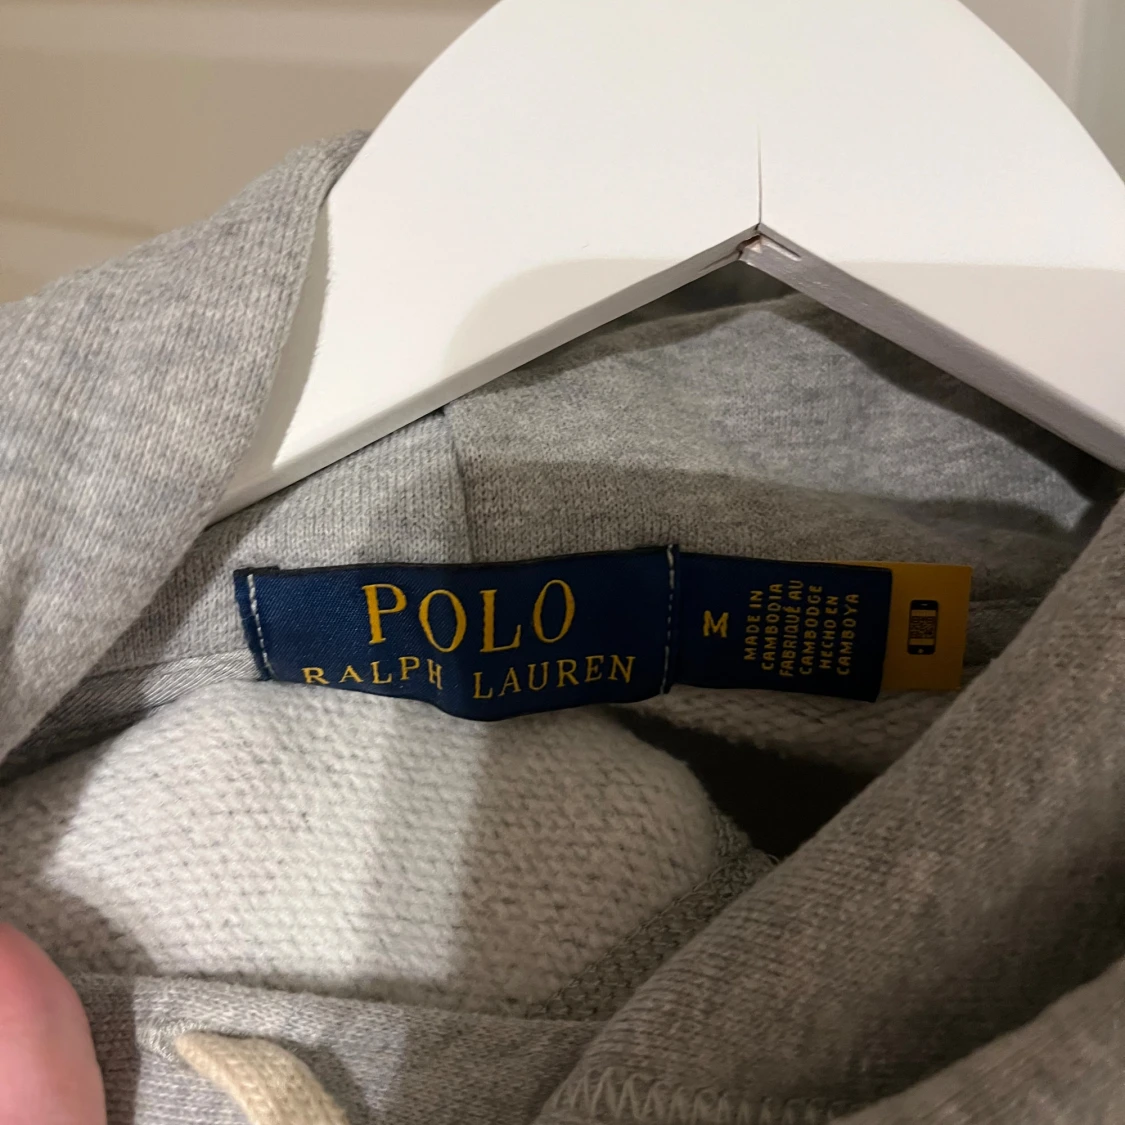 POLO
RALPH LAUREN
M
MADE IN
CAMBODIA
FABRIQUÉ AU
CAMBODGE
HECHO EN
CAMBOYA